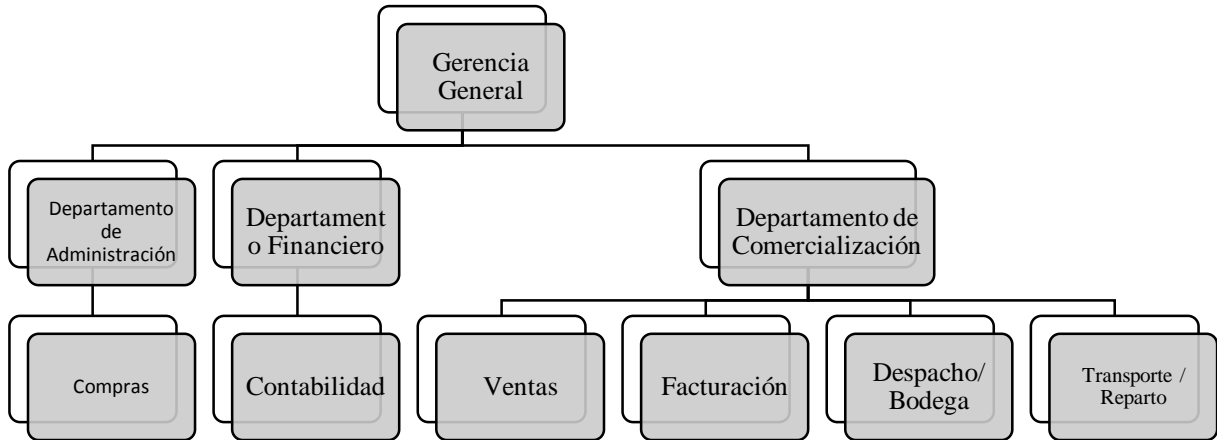 Gerencia
General
Departamento
de
Administración
Departament
o Financiero
Departamento de
Comercialización
Compras
Contabilidad
Ventas
Facturación
Despacho/
Bodega
Transporte /
Reparto